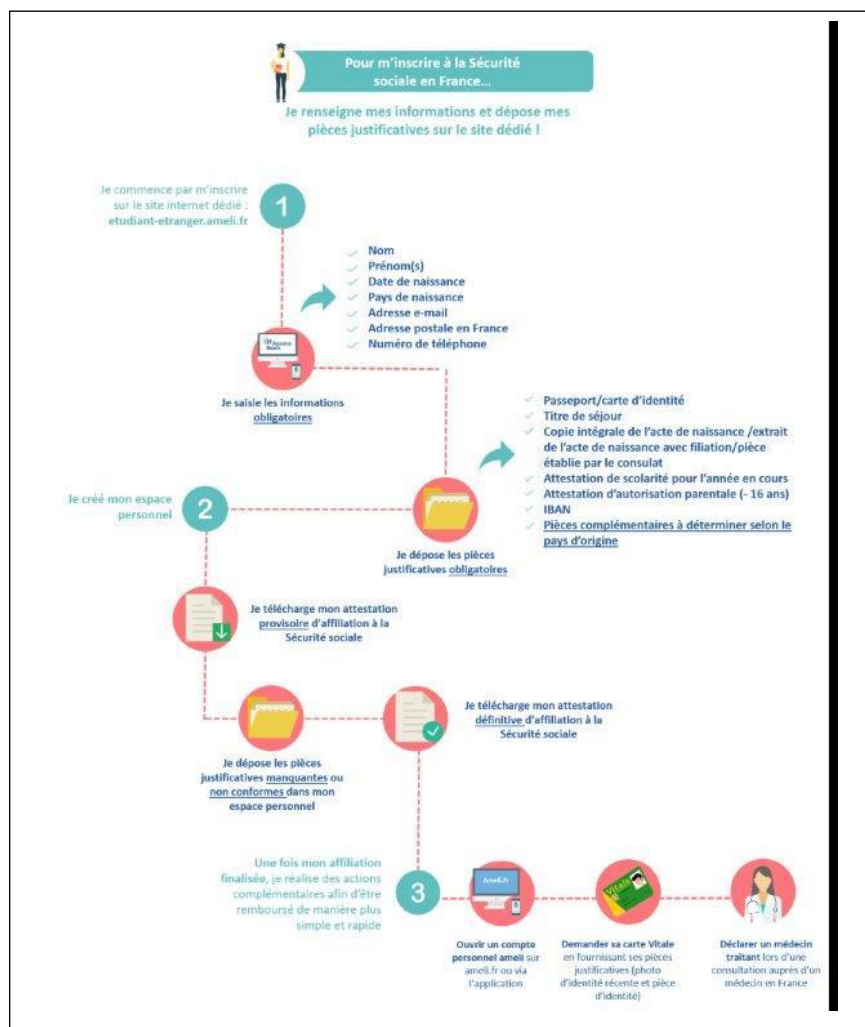 Pour m'inscrire à la Sécurité
sociale en France...
Je renseigne mes informations et dépose mes
pièces justificatives sur le site dédié !
Je commence par m'inscrire
sur le site internet dédié :
etudiant-etranger.ameli.fr
1
Nom
Prénom(s)
Date de naissance
Pays de naissance
Adresse e-mail
Adresse postale en France
Numéro de téléphone
Je saisie les informations
obligatoires
Passeport/carte d'identité
Titre de séjour
Copie intégrale de l'acte de naissance /extrait
de l'acte de naissance avec filiation/pièce
établie par le consulat
Attestation de scolarité pour l'année en cours
Attestation d'autorisation parentale (- 16 ans)
IBAN
Pièces complémentaires à déterminer selon le
pays d'origine
Je créé mon espace
personnel
2
Je dépose les pièces
justificatives obligatoires
Je télécharge mon attestation
provisoire d'affiliation à la
Sécurité sociale
Je télécharge mon attestation
définitive d'affiliation à la
Sécurité sociale
Je dépose les pièces
justificatives manquantes ou
non conformes dans mon
espace personnel
Une fois mon affiliation
finalisée, je réalise des actions
complémentaires afin d'être
remboursé de manière plus
simple et rapide
3
Ameli.fr
Vitale
Ouvrir un compte
personnel ameli sur
ameli.fr ou via
l'application
Demander sa carte Vitale
en fournissant ses pièces
justificatives (photo
d'identité récente et pièce
d'identité)
Déclarer un médecin
traitant lors d'une
consultation auprès d'un
médecin en France